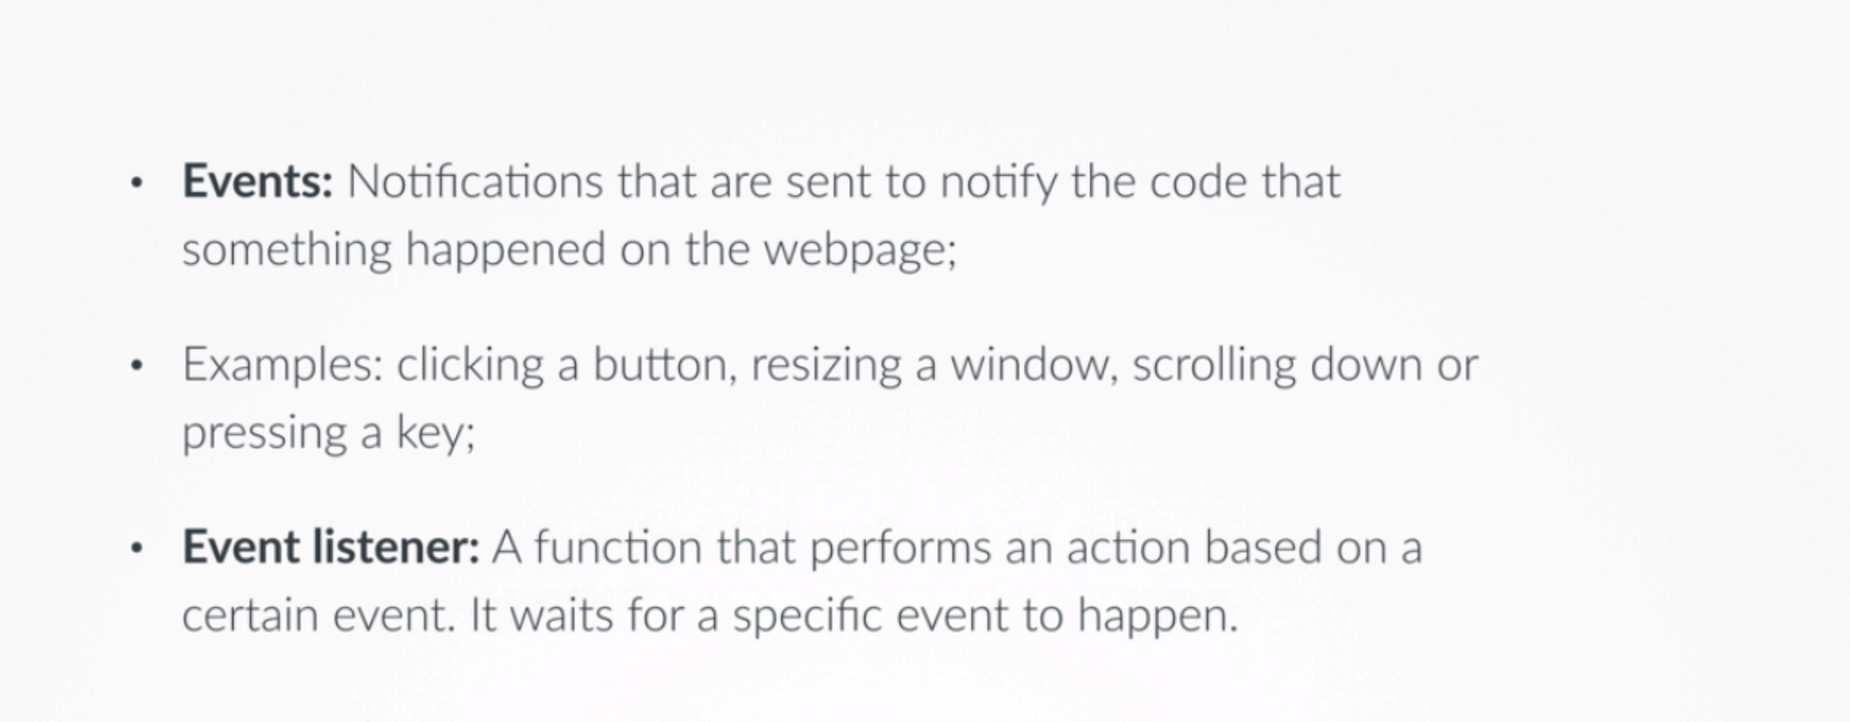 • Events: Notifications that are sent to notify the code that
something happened on the webpage;
• Examples: clicking a button, resizing a window, scrolling down or
pressing a key;
• Event listener: A function that performs an action based on a
certain event. It waits for a specific event to happen.